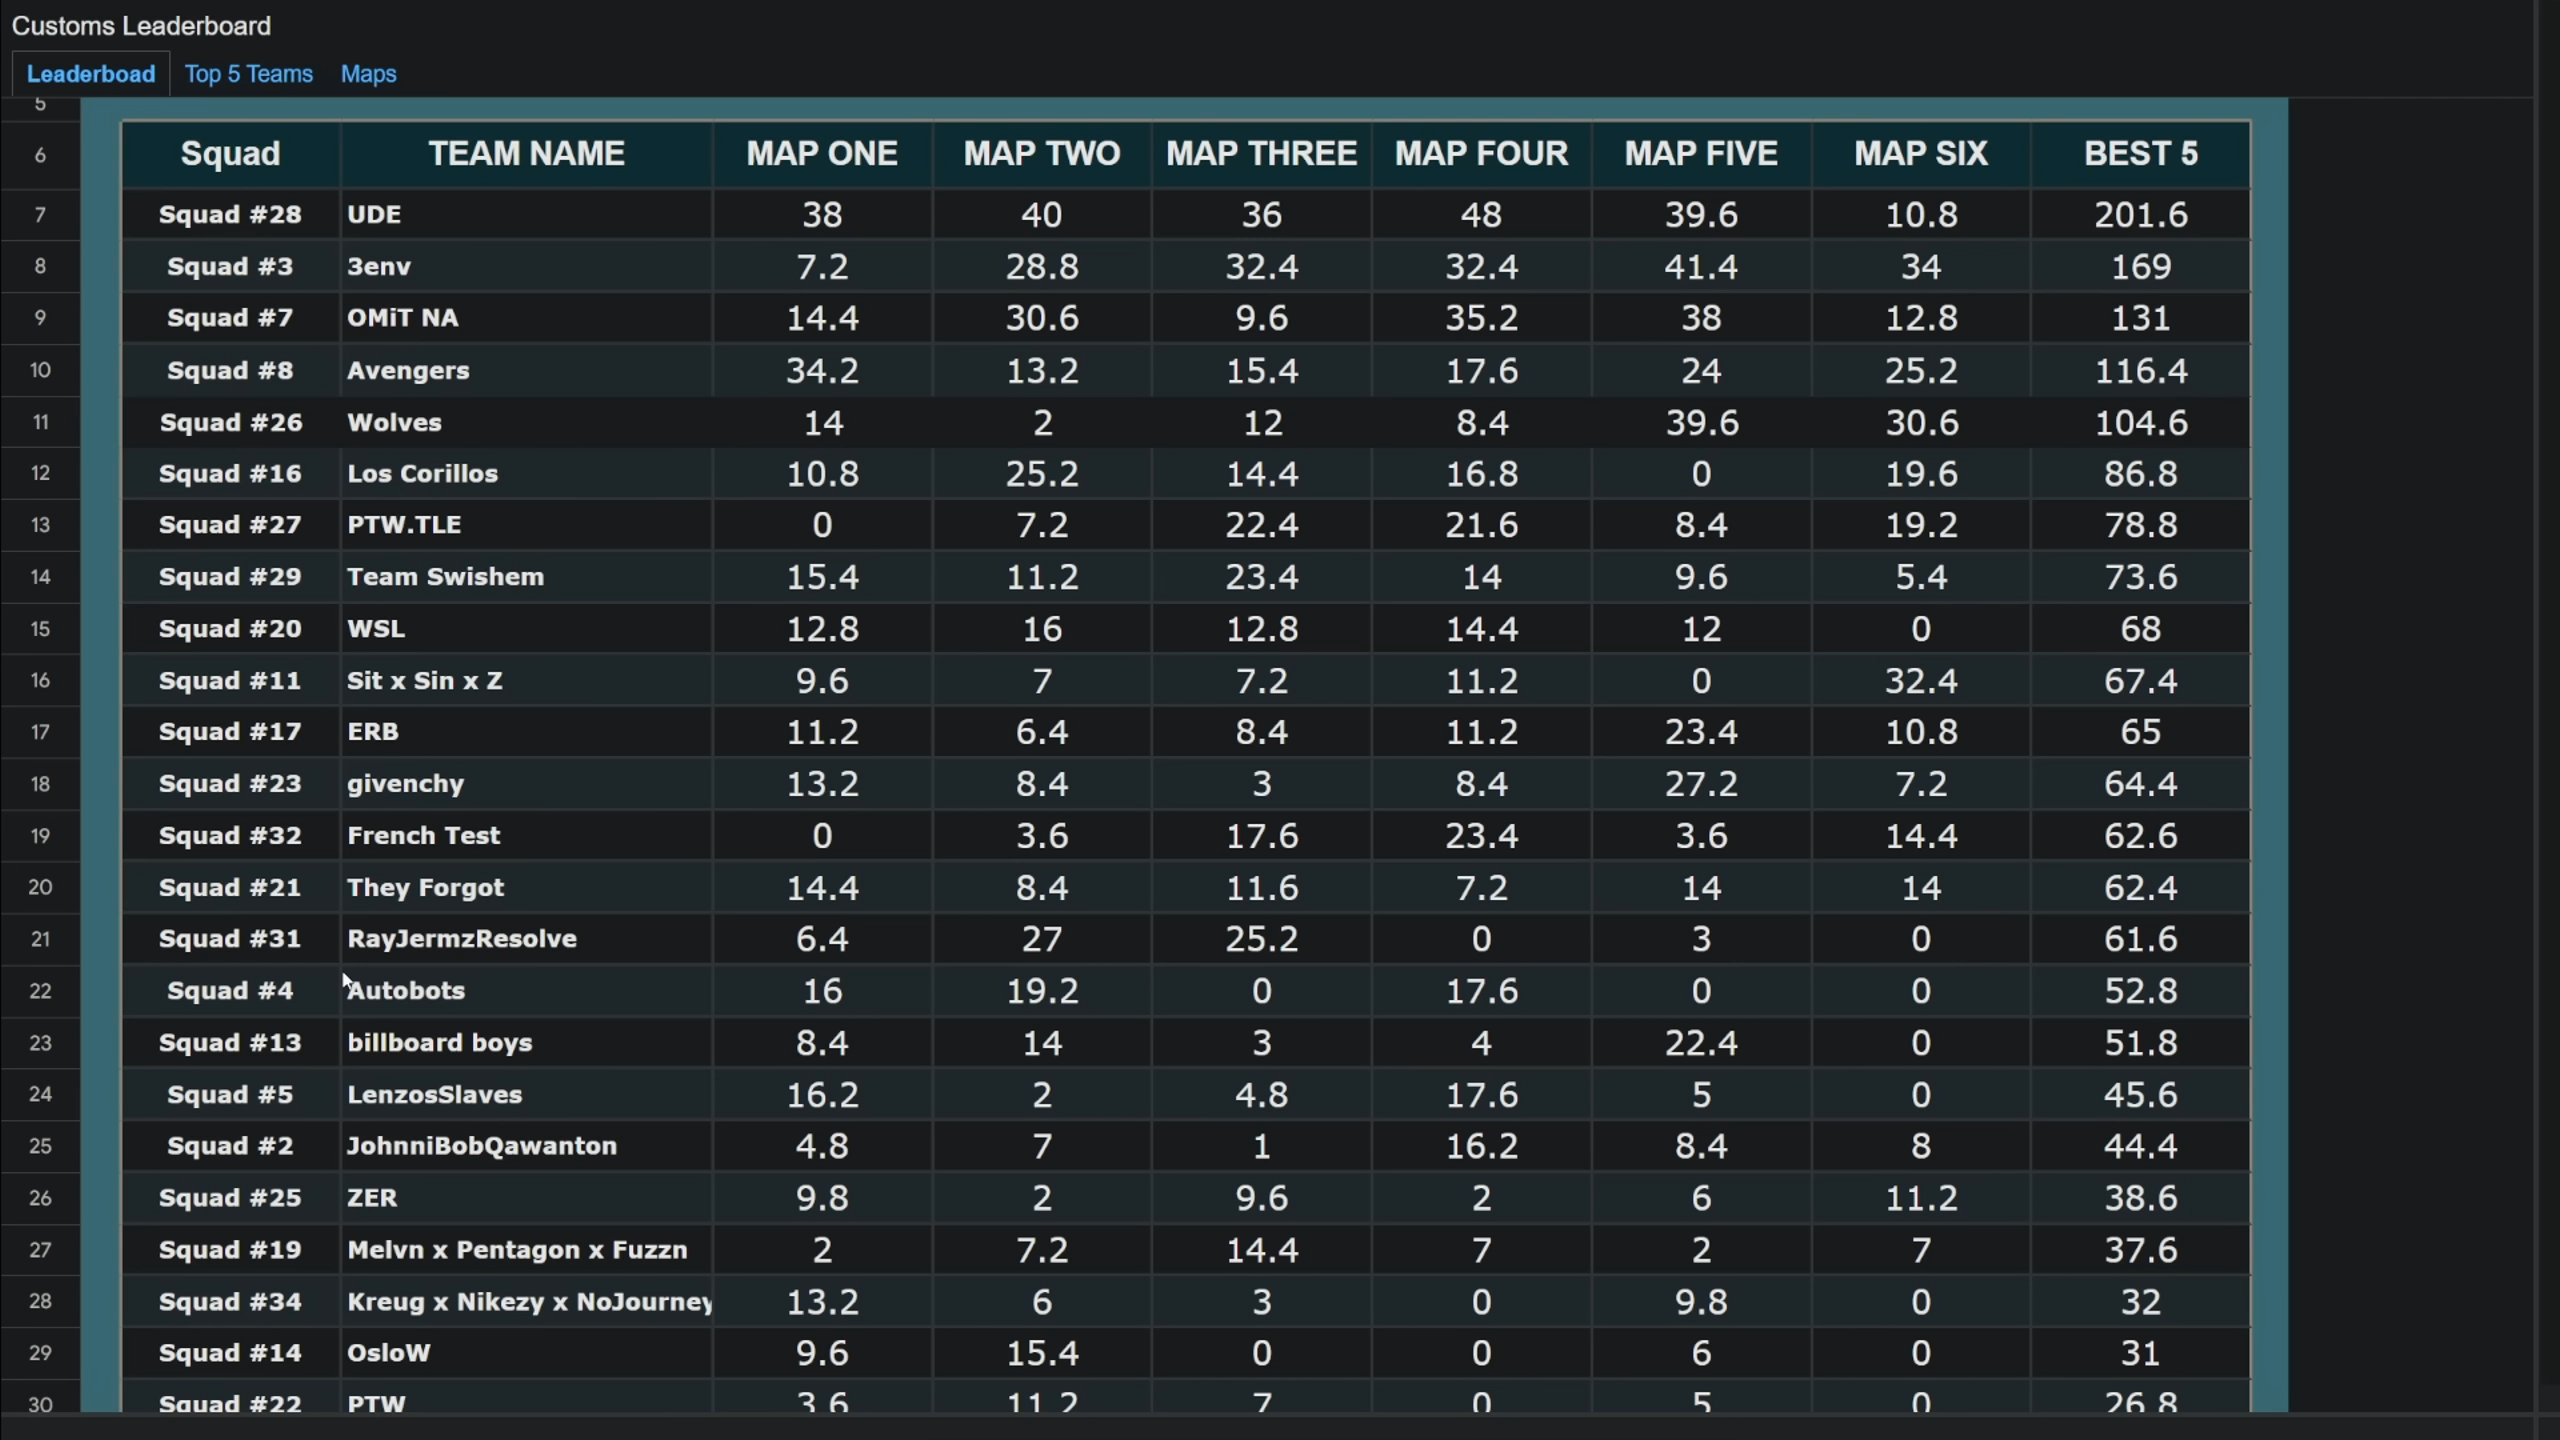 Customs Leaderboard
Leaderboad Top 5 Teams Maps
5
6 Squad TEAM NAME MAP ONE MAP TWO MAP THREE MAP FOUR MAP FIVE MAP SIX BEST 5
7 Squad #28 UDE 38 40 36 48 39.6 10.8 201.6
8 Squad #3 3env 7.2 28.8 32.4 32.4 41.4 34 169
9 Squad #7 OMiT NA 14.4 30.6 9.6 35.2 38 12.8 131
10 Squad #8 Avengers 34.2 13.2 15.4 17.6 24 25.2 116.4
11 Squad #26 Wolves 14 2 12 8.4 39.6 30.6 104.6
12 Squad #16 Los Corillos 10.8 25.2 14.4 16.8 0 19.6 86.8
13 Squad #27 PTW.TLE 0 7.2 22.4 21.6 8.4 19.2 78.8
14 Squad #29 Team Swishem 15.4 11.2 23.4 14 9.6 5.4 73.6
15 Squad #20 WSL 12.8 16 12.8 14.4 12 0 68
16 Squad #11 Sit x Sin x Z 9.6 7 7.2 11.2 0 32.4 67.4
17 Squad #17 ERB 11.2 6.4 8.4 11.2 23.4 10.8 65
18 Squad #23 givenchy 13.2 8.4 3 8.4 27.2 7.2 64.4
19 Squad #32 French Test 0 3.6 17.6 23.4 3.6 14.4 62.6
20 Squad #21 They Forgot 14.4 8.4 11.6 7.2 14 14 62.4
21 Squad #31 RayJermzResolve 6.4 27 25.2 0 3 0 61.6
22 Squad #4 Autobots 16 19.2 0 17.6 0 0 52.8
23 Squad #13 billboard boys 8.4 14 3 4 22.4 0 51.8
24 Squad #5 LenzosSlaves 16.2 2 4.8 17.6 5 0 45.6
25 Squad #2 JohnniBobQawanton 4.8 7 1 16.2 8.4 8 44.4
26 Squad #25 ZER 9.8 2 9.6 2 6 11.2 38.6
27 Squad #19 Melvn x Pentagon x Fuzzn 2 7.2 14.4 7 2 7 37.6
28 Squad #34 Kreug x Nikezy x NoJourney 13.2 6 3 0 9.8 0 32
29 Squad #14 OsloW 9.6 15.4 0 0 6 0 31
30 Squad #22 PTW 3.6 11.2 7 0 5 0 26.8